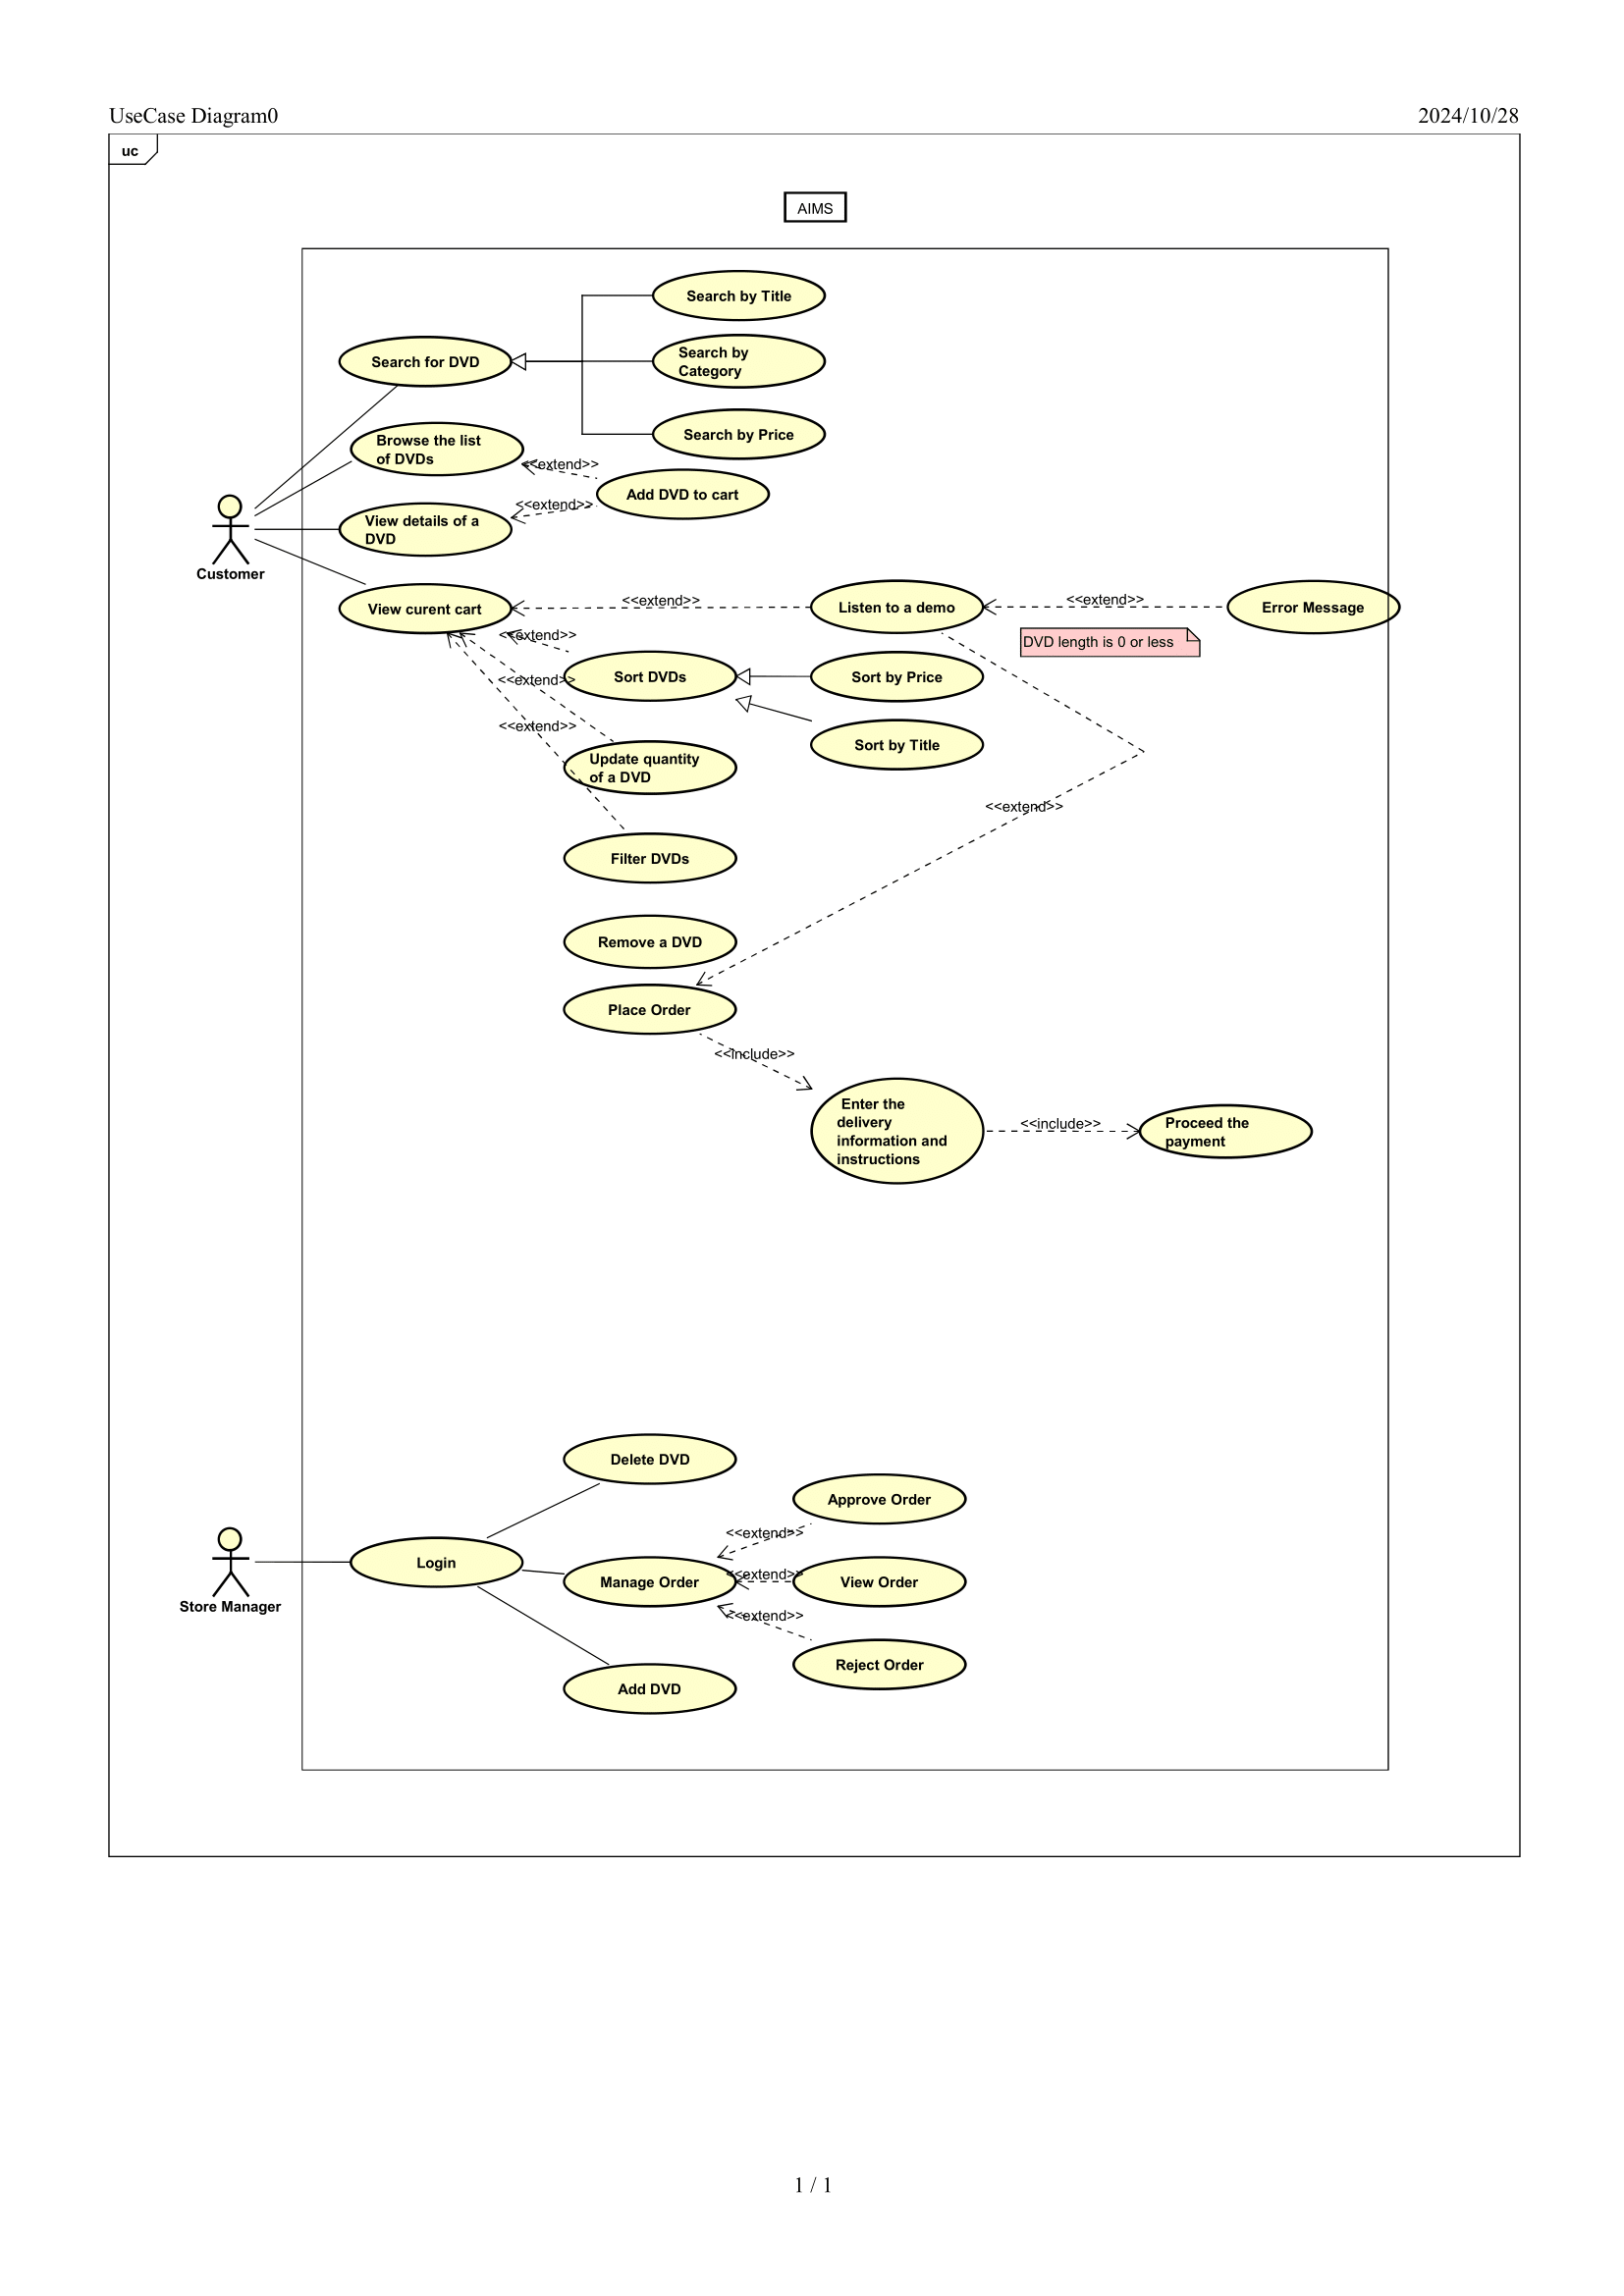 UseCase Diagram0
2024/10/28
uc
AIMS
Search by Title
Search for DVD
Search by
Category
Search by Price
Browse the list
of DVDs
<<extend>>
Add DVD to cart
<<extend>>
View details of a
DVD
Customer
View curent cart
<<extend>>
Listen to a demo
<<extend>>
Error Message
DVD length is 0 or less
<<extend>>
Sort DVDs
Sort by Price
<<extend>>
<<extend>>
Sort by Title
Update quantity
of a DVD
<<extend>>
Filter DVDs
Remove a DVD
Place Order
<<include>>
Enter the
delivery
information and
instructions
<<include>>
Proceed the
payment
Delete DVD
Approve Order
<<extend>>
Store Manager
Login
Manage Order
<<extend>>
View Order
<<extend>>
Reject Order
Add DVD
1 / 1